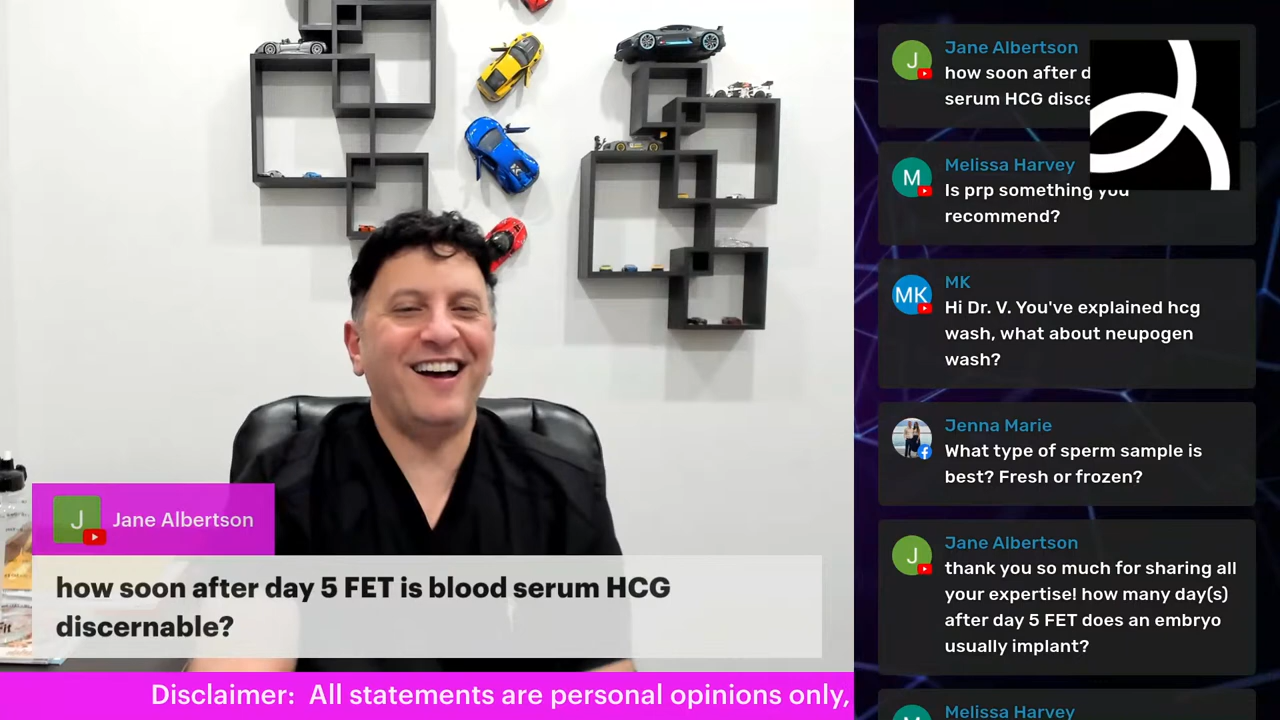 Jane Albertson
how soon after day 5 FET is blood serum HCG
discernable?
Disclaimer: All statements are personal opinions only,
J
Jane Albertson
how soon after d
serum HCG disce
M
Melissa Harvey
Is prp something you
recommend?
MK
MK
Hi Dr. V. You've explained hcg
wash, what about neupogen
wash?
Jenna Marie
What type of sperm sample is
best? Fresh or frozen?
J
Jane Albertson
thank you so much for sharing all
your expertise! how many day(s)
after day 5 FET does an embryo
usually implant?
Melissa Harvey